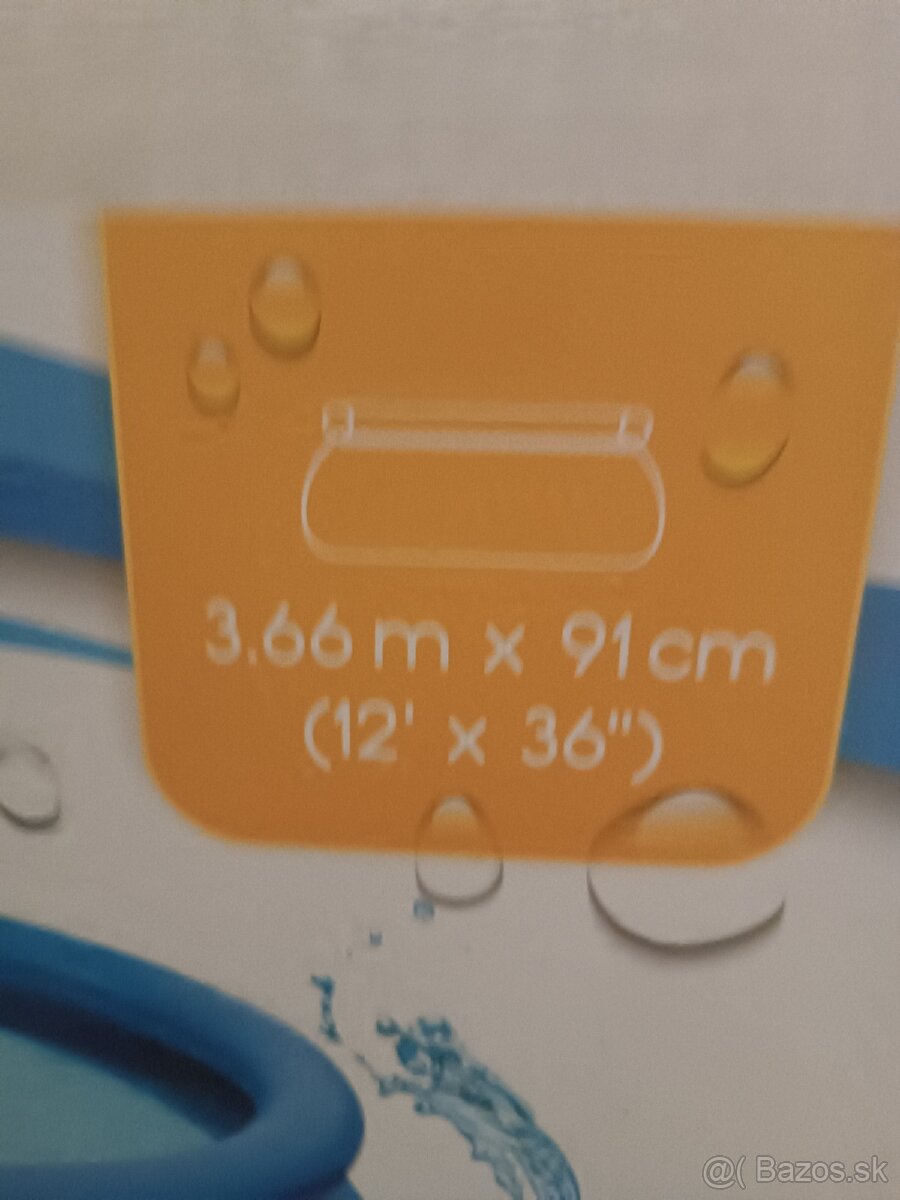 3.66 m x 91 cm
(12' x 36")
@( Bazos.sk